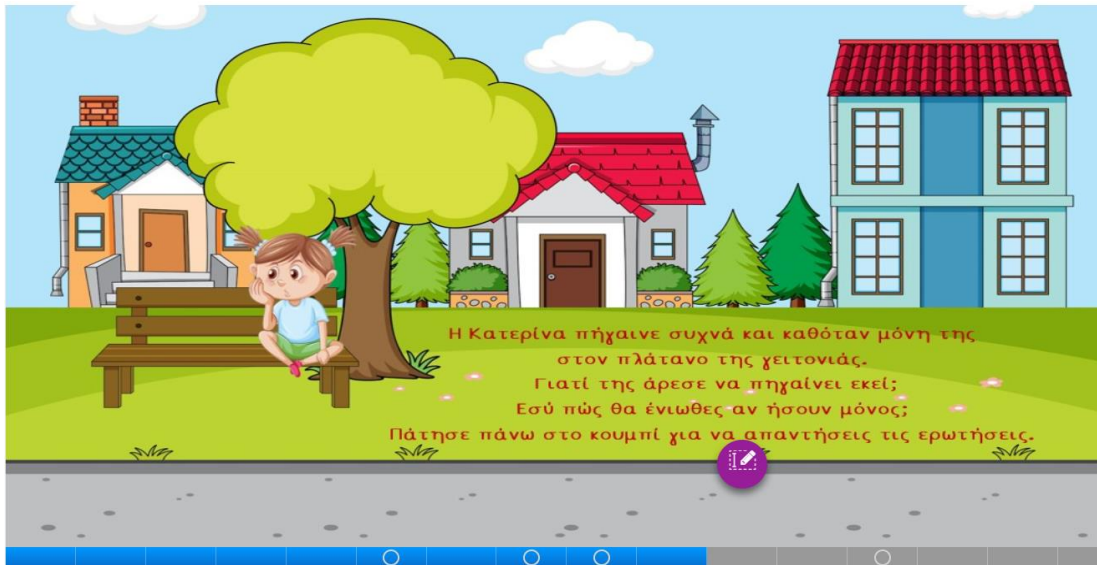 Η Κατερίνα πήγαινε συχνά και καθόταν μόνη της
στον πλάτανο της γειτονιάς.
Γιατί της άρεσε να πηγαίνει εκεί;
Εσύ πώς θα ένιωθες αν ήσουν μόνος;
Πάτησε πάνω στο κουμπί για να απαντήσεις τις ερωτήσεις.